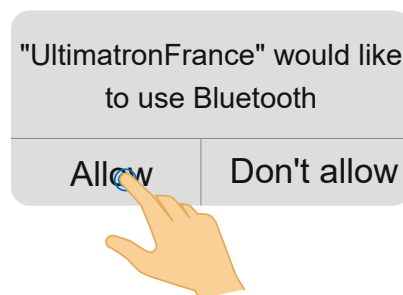 "UltimatronFrance" would like
to use Bluetooth
Allow
Don't allow